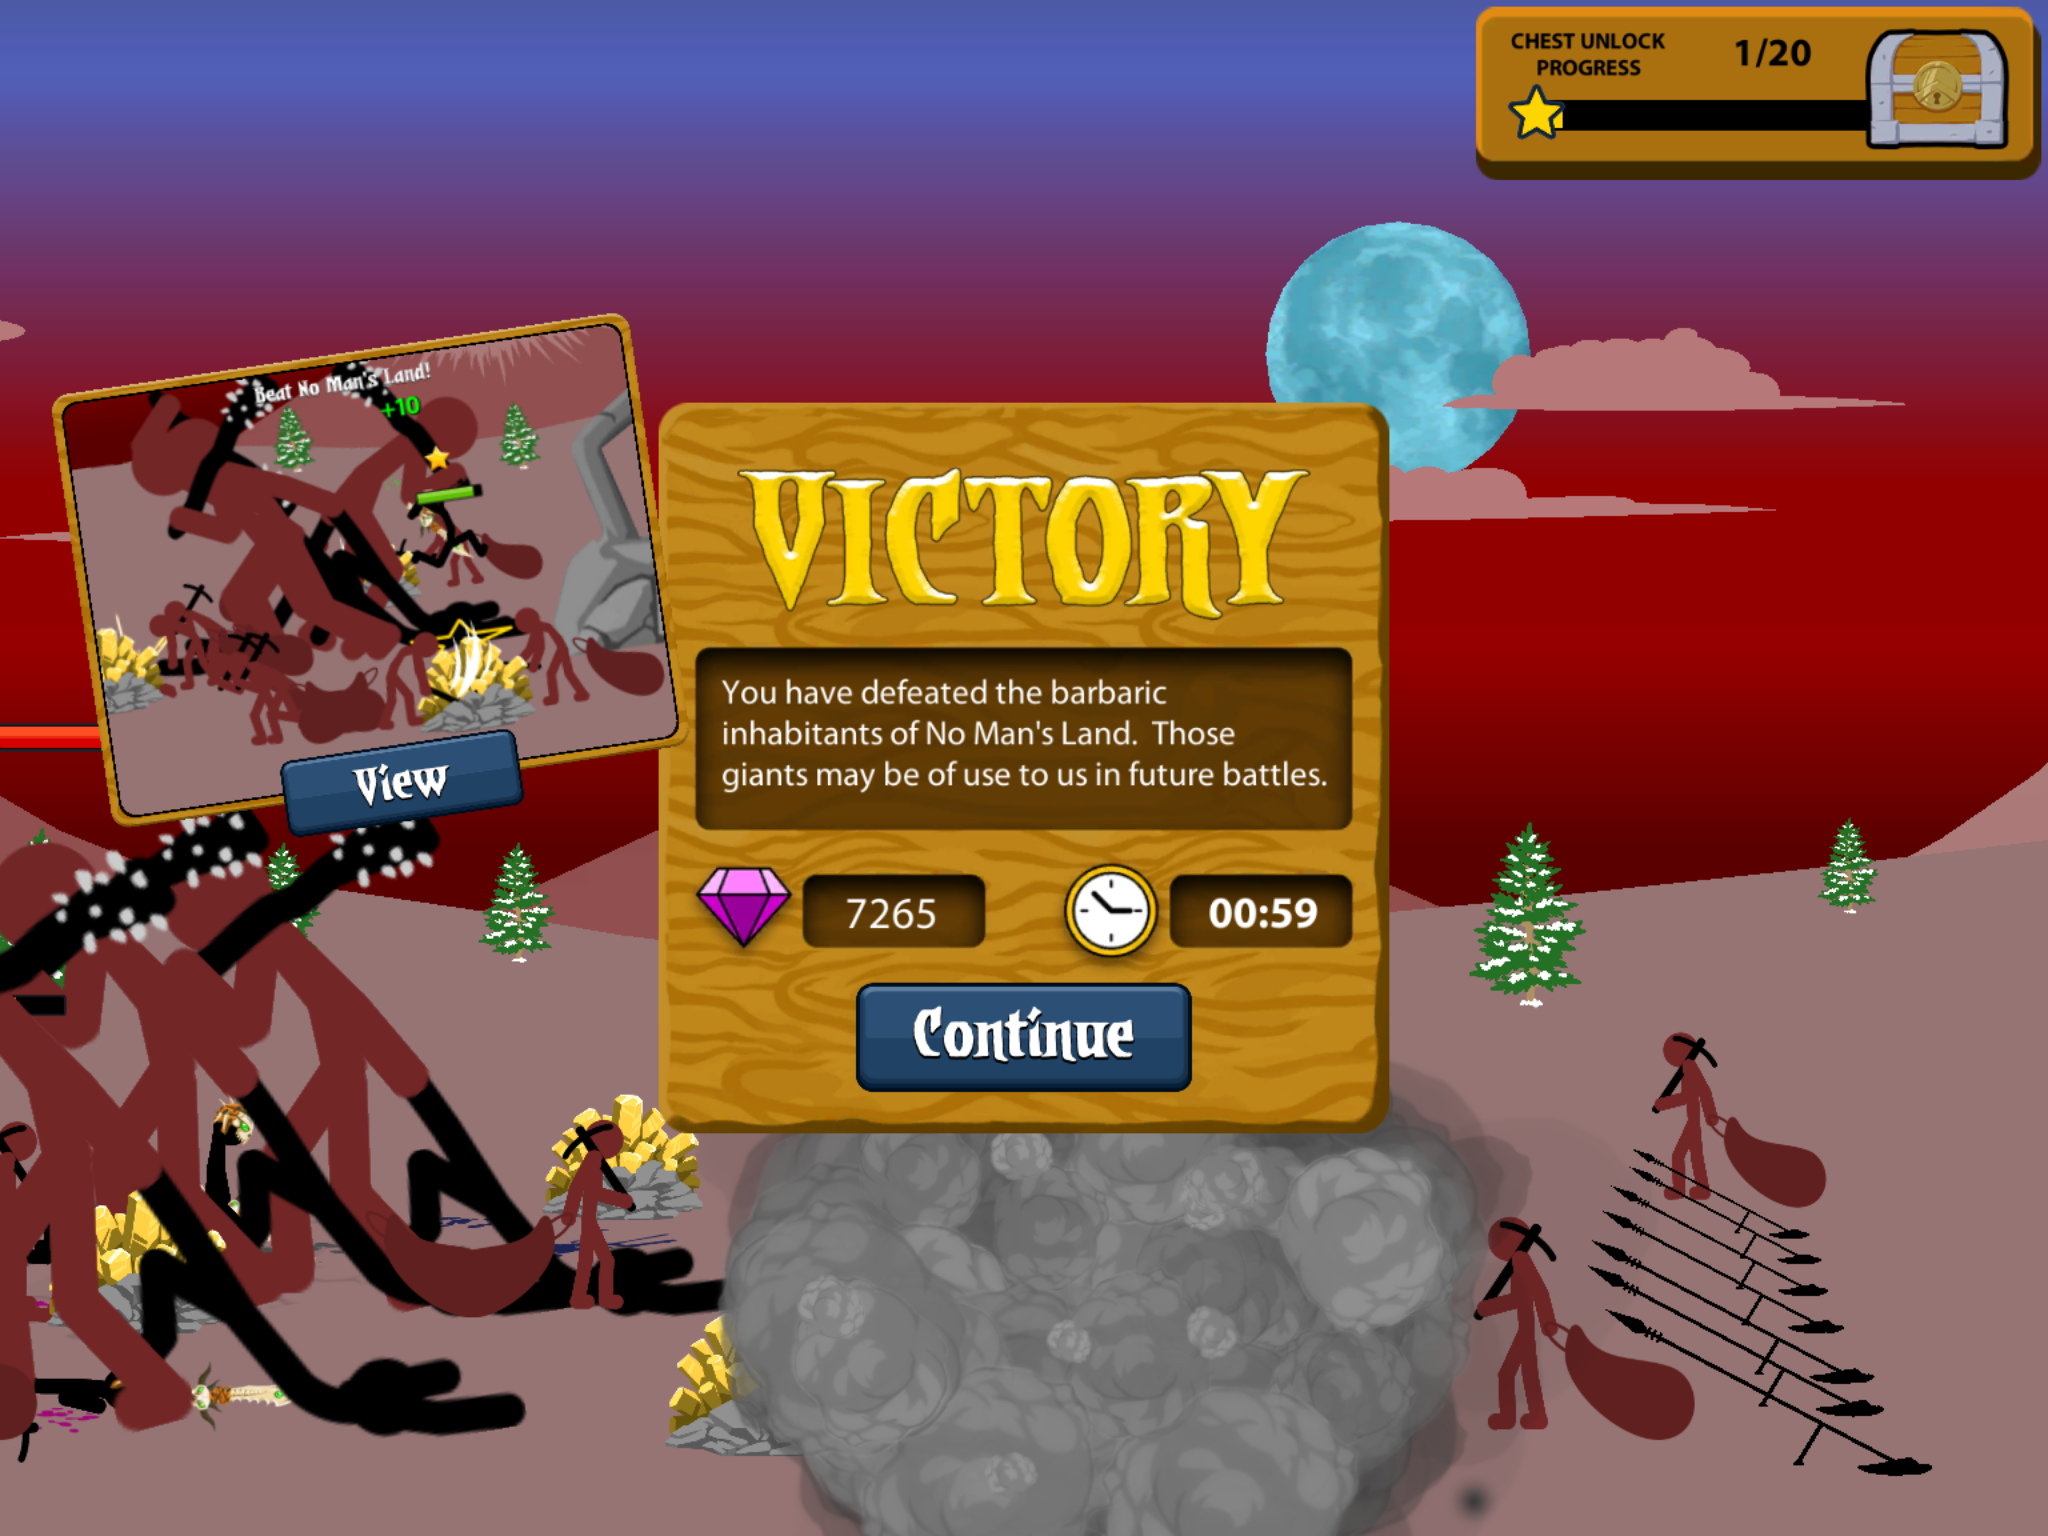 CHEST UNLOCK
PROGRESS
1/20
Beat No Man's Land!
+10
View
VICTORY
You have defeated the barbaric
inhabitants of No Man's Land.  Those
giants may be of use to us in future battles.
7265
00:59
Continue